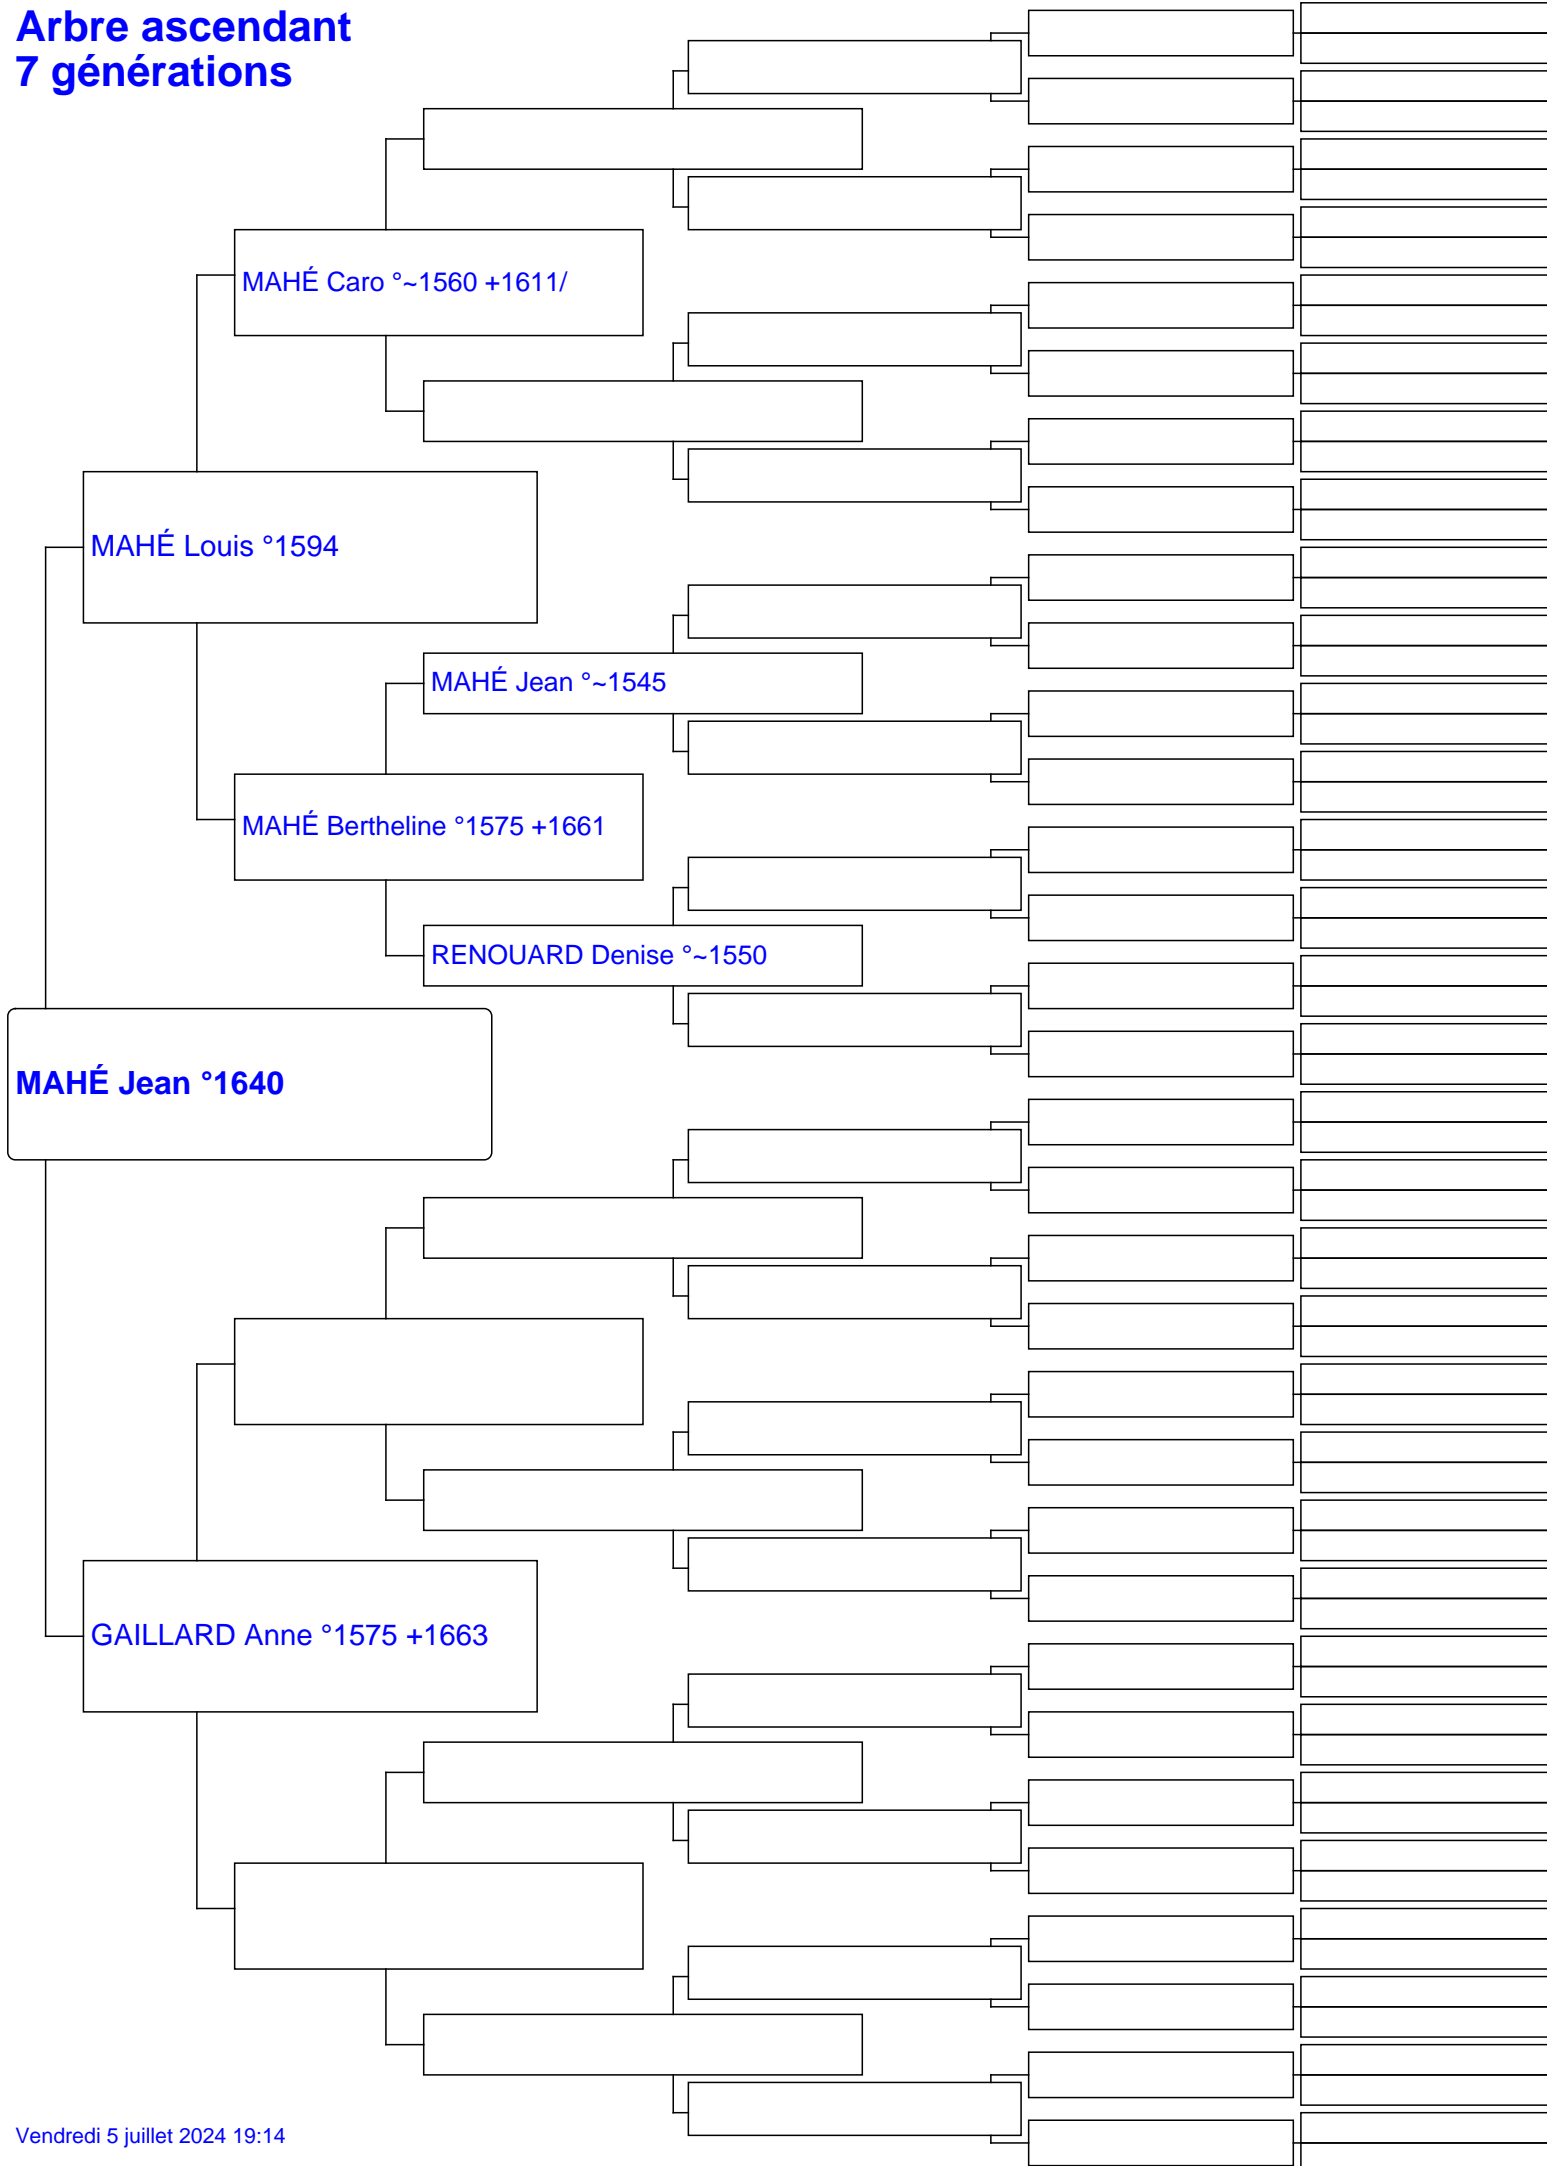 Arbre ascendant
7 générations
MAHÉ Caro °~1560 +1611/
MAHÉ Louis °1594
MAHÉ Jean °~1545
MAHÉ Bertheline °1575 +1661
RENOUARD Denise °~1550
MAHÉ Jean °1640
GAILLARD Anne °1575 +1663
Vendredi 5 juillet 2024 19:14